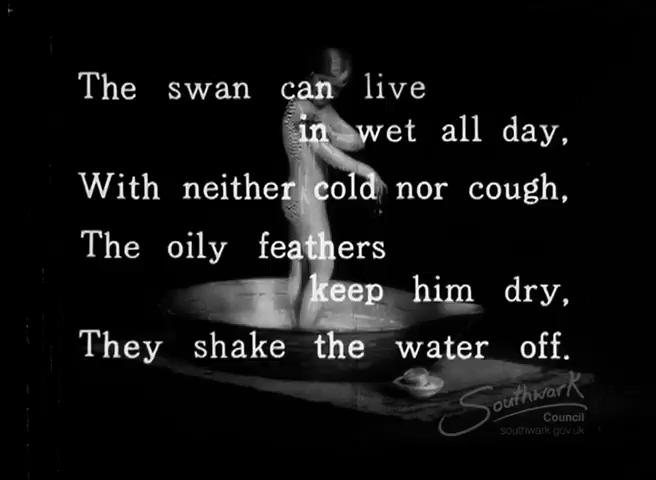 The swan can live
in wet all day,
With neither cold nor cough,
The oily feathers
keep him dry,
They shake the water off.
Southwark
Council
southwark.gov.uk